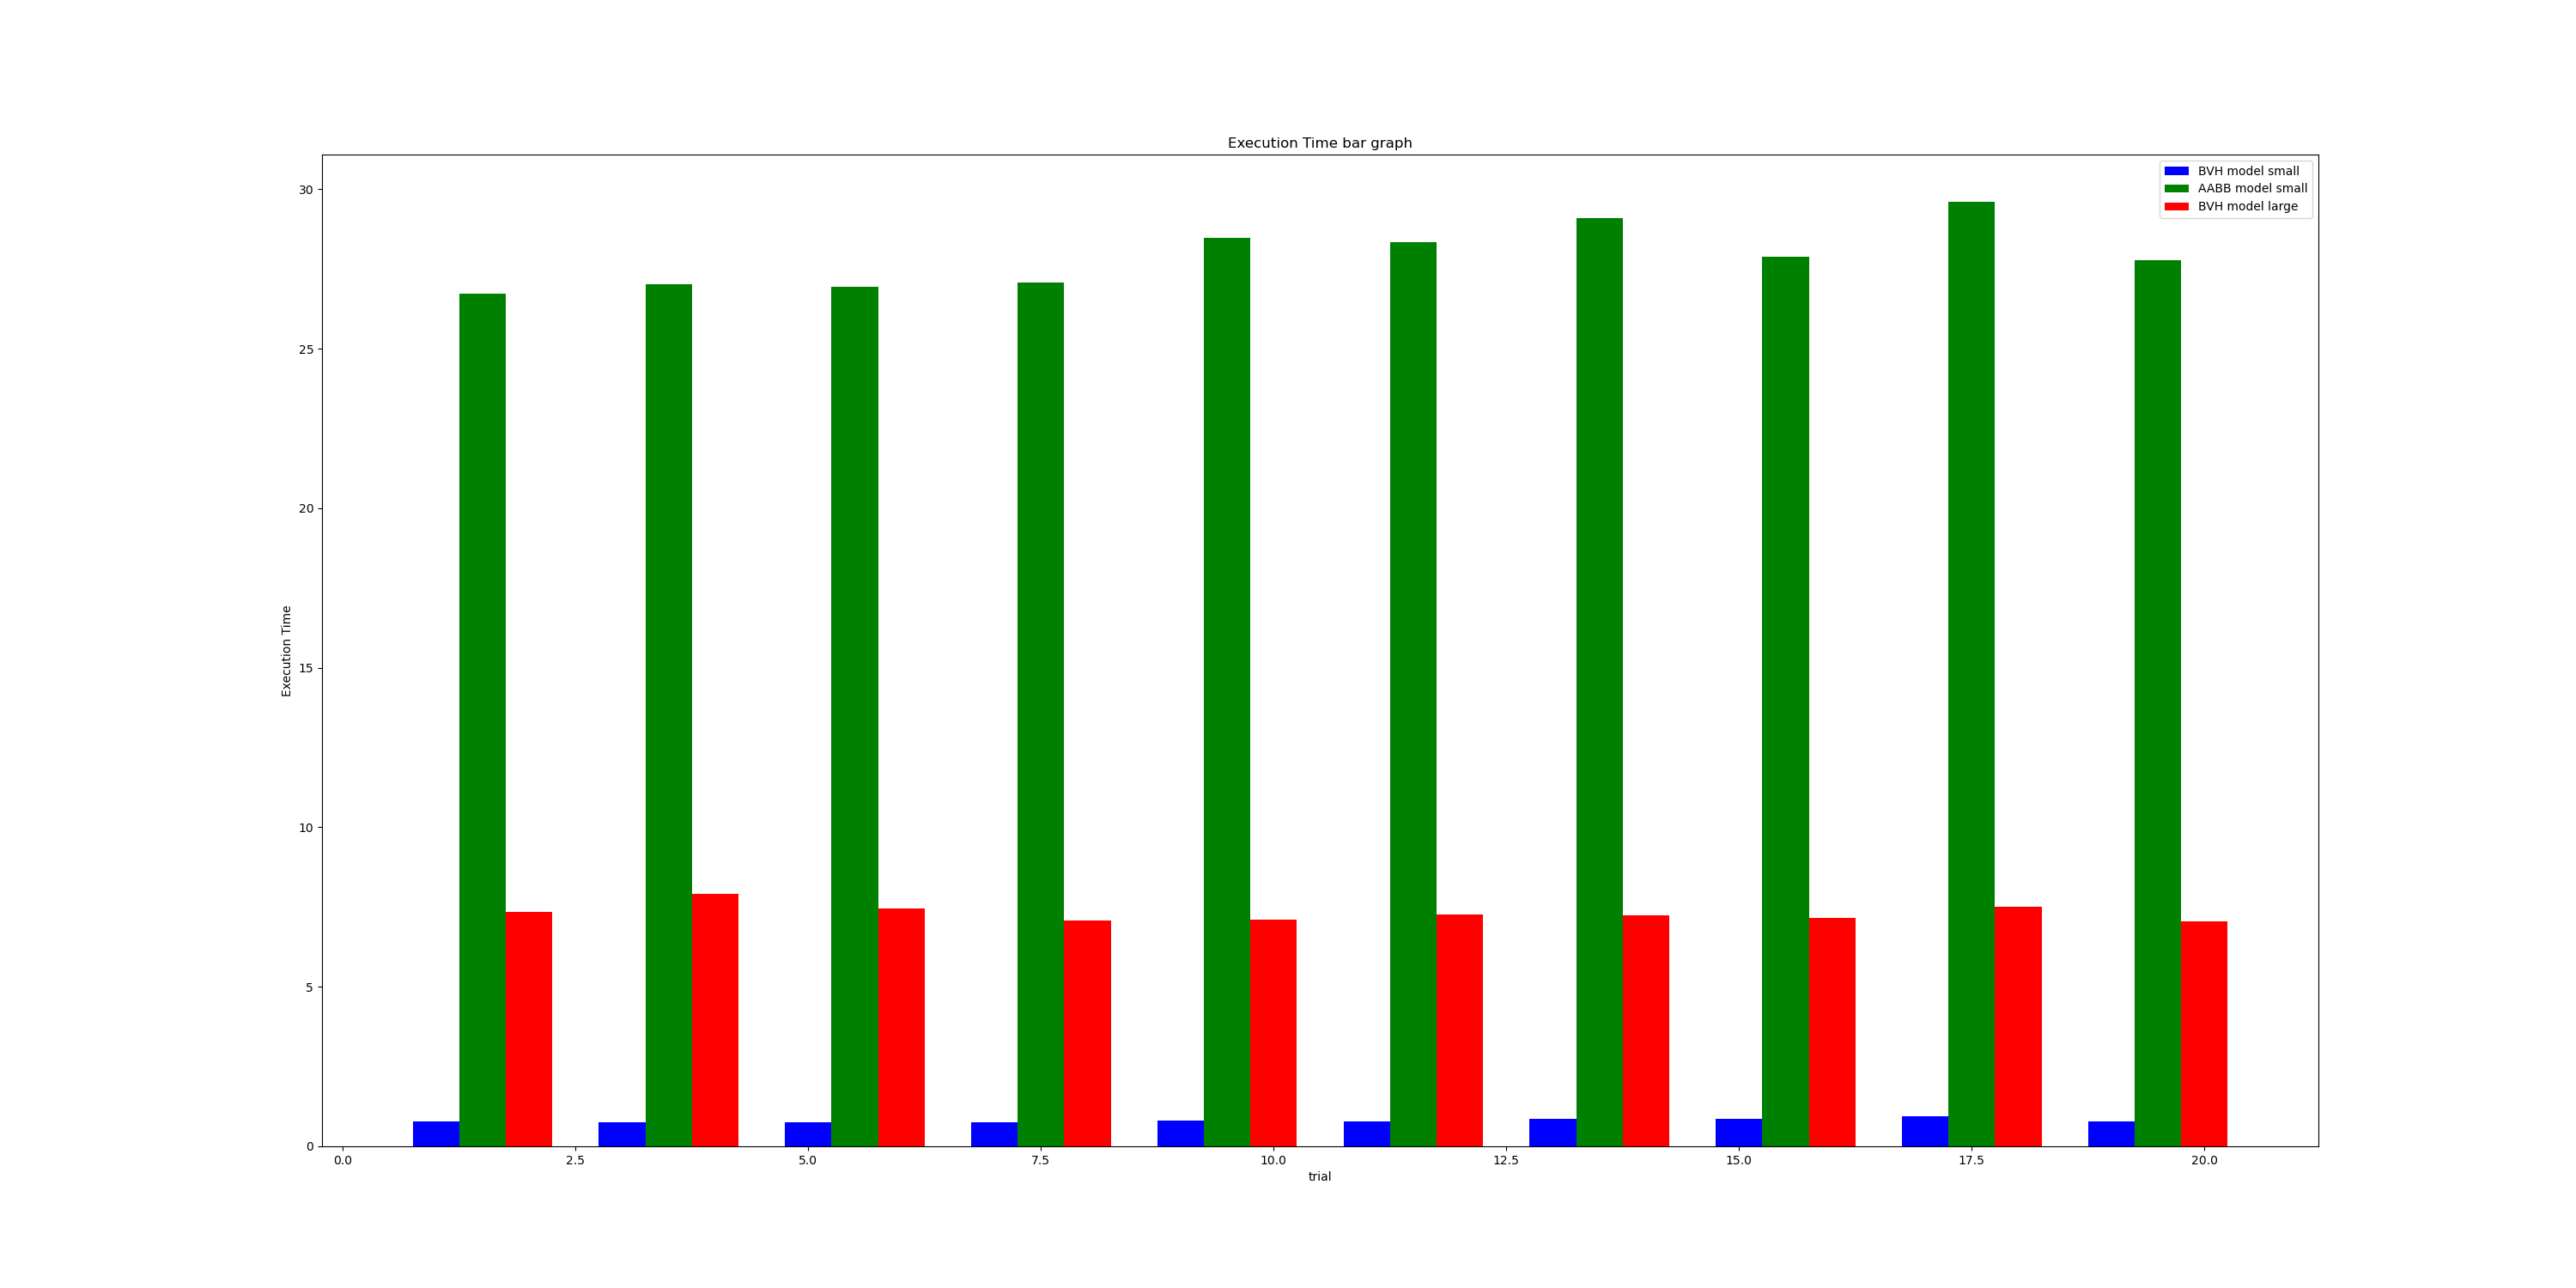 Execution Time bar graph
BVH model small
AABB model small
BVH model large
30
25
20
15
10
5
0
Execution Time
0.0 2.5 5.0 7.5 10.0 12.5 15.0 17.5 20.0
trial